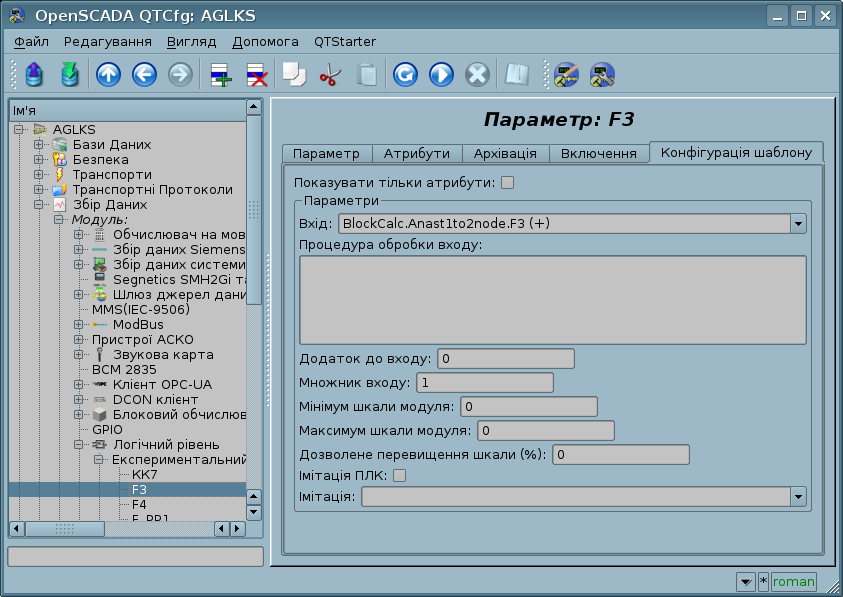 OpenSCADA QTCfg: AGLKS
Файл Редагування Вигляд Допомога QTStarter
Ім'я
AGLKS
Бази Даних
Безпека
Транспорти
Транспортні Протоколи
Збір Даних
Модуль:
Обчислювач на мов
Збір даних Siemens
Збір даних системи
Segnetics SMH2Gi та
Шлюз джерел дани
MMS(IEC-9506)
ModBus
Пристрої АСКО
Звукова карта
BCM 2835
Клієнт OPC-UA
DCON клієнт
Блоковий обчислюв
GPIO
Логічний рівень
Експериментальний
KK7
F3
F4
F_PP1
Параметр: F3
Параметр Атрибути Архівація Включення Конфігурація шаблону
Показувати тільки атрибути:
Параметри
Вхід: BlockCalc.Anast1to2node.F3 (+)
Процедура обробки входу:
Додаток до входу: 0
Множник входу: 1
Мінімум шкали модуля: 0
Максимум шкали модуля: 0
Дозволене перевищення шкали (%): 0
Імітація ПЛК:
Імітація:
* roman